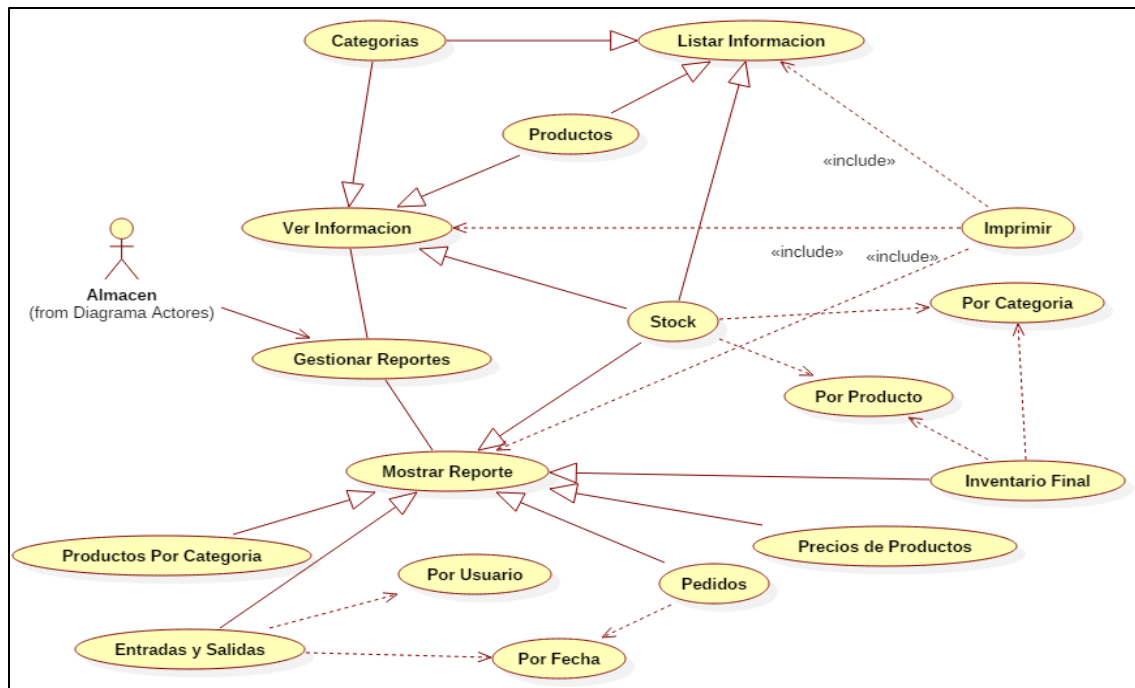 Categorias
Listar Informacion
Productos
«include»
Ver Informacion
Imprimir
«include»
«include»
Almacen
(from Diagrama Actores)
Por Categoria
Stock
Gestionar Reportes
Por Producto
Mostrar Reporte
Inventario Final
Productos Por Categoria
Precios de Productos
Por Usuario
Pedidos
Entradas y Salidas
Por Fecha